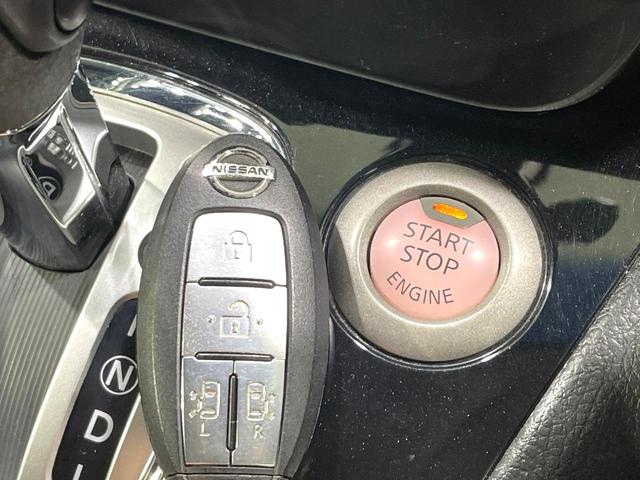 NISSAN
START
STOP
ENGINE
L R
N
D